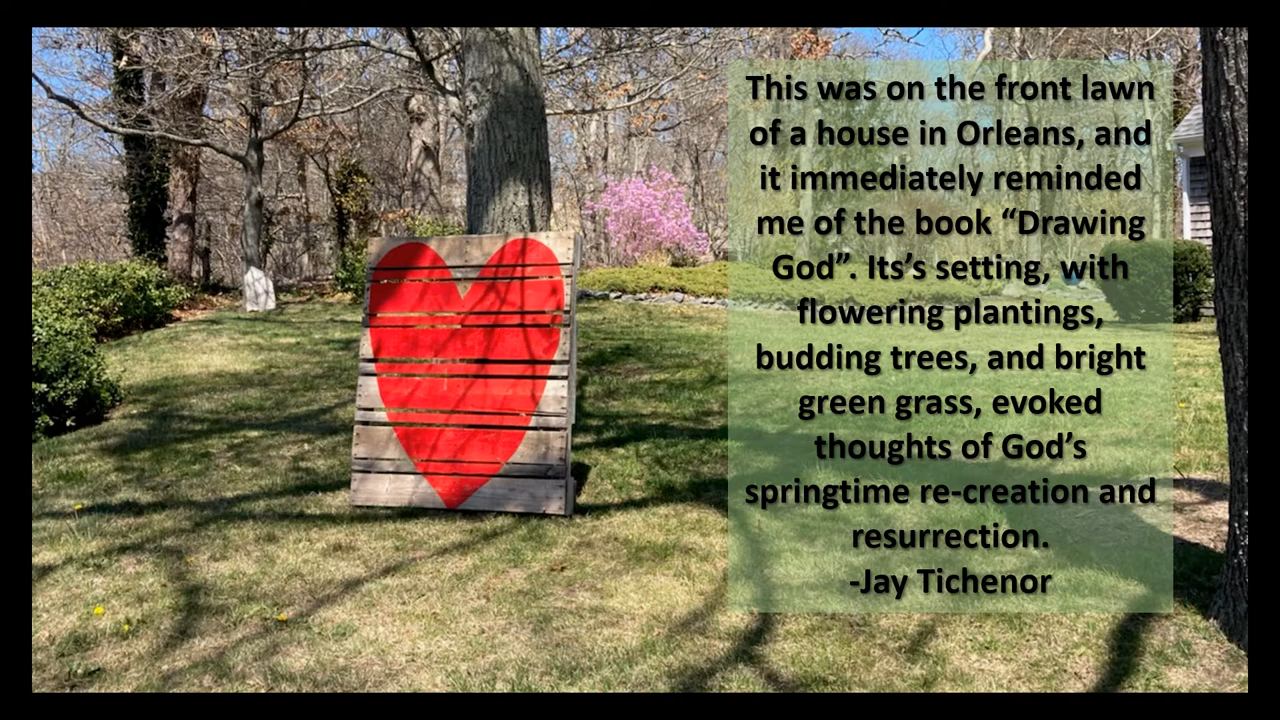 This was on the front lawn
of a house in Orleans, and
it immediately reminded
me of the book “Drawing
God”. Its’s setting, with
flowering plantings,
budding trees, and bright
green grass, evoked
thoughts of God’s
springtime re-creation and
resurrection.
-Jay Tichenor